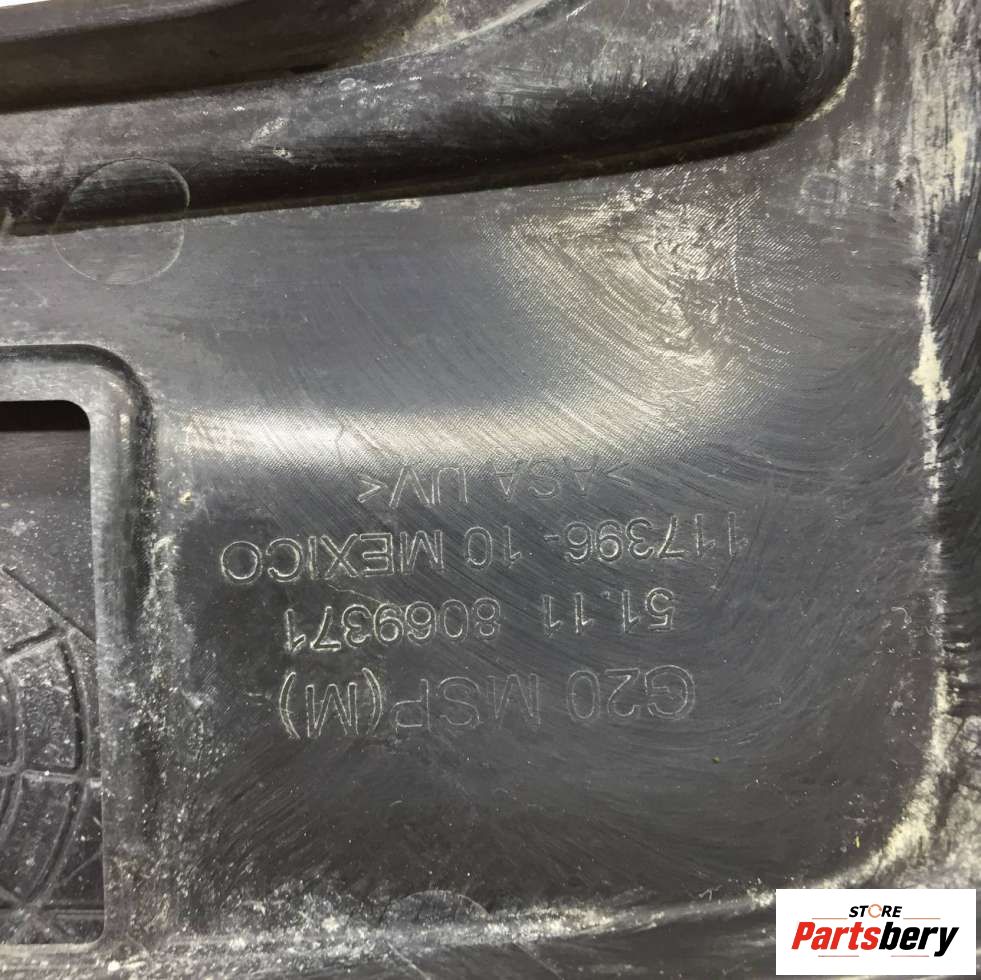 G20 MSP(M)
51.11 8069371
117396-10 MEXICO
>ASA UV<
STORE
Partsbery